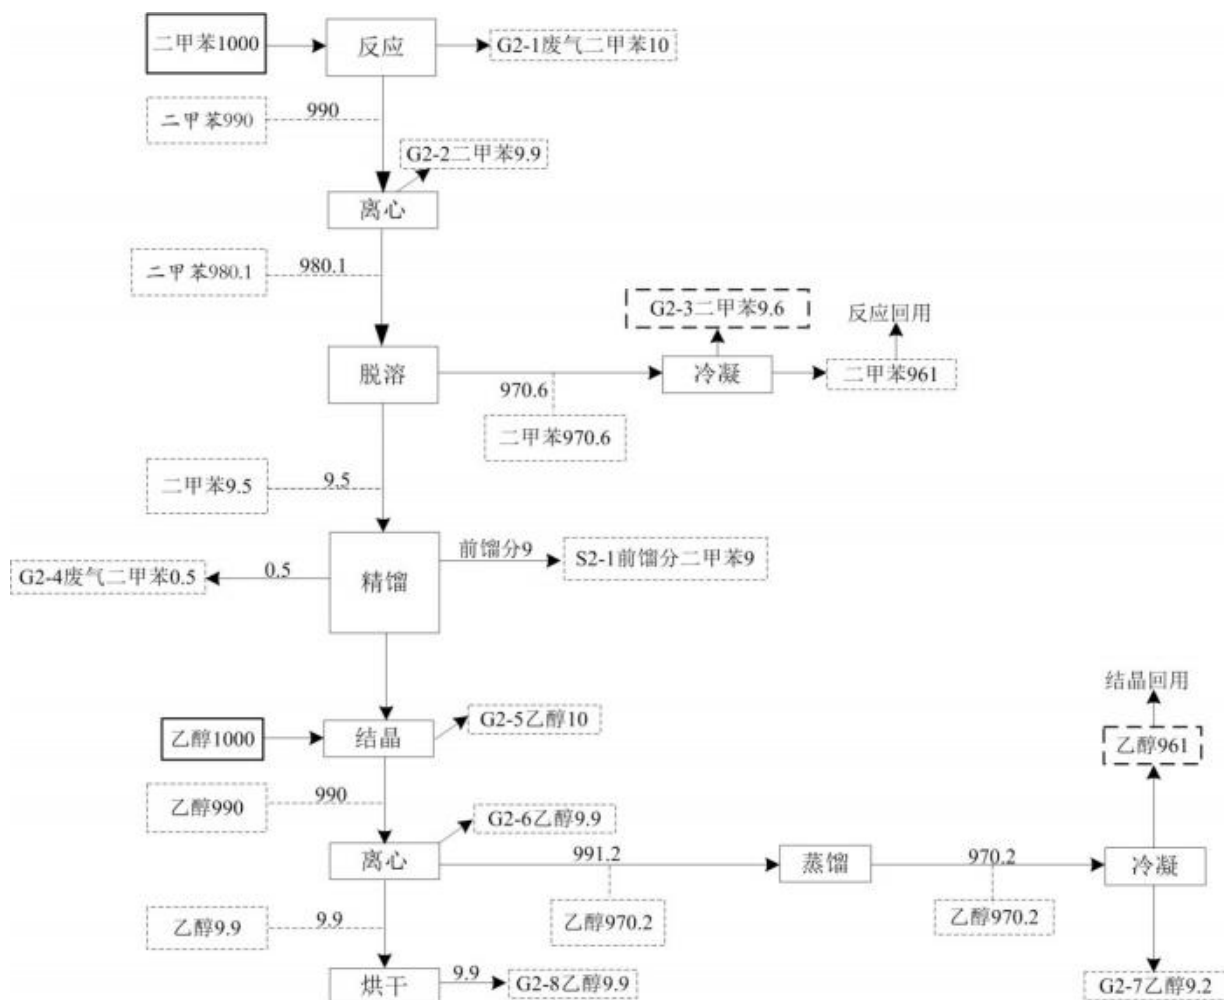 二甲苯1000
反应
G2-1废气二甲苯10
二甲苯990
990
G2-2二甲苯9.9
离心
二甲苯980.1
980.1
G2-3二甲苯9.6
反应回用
脱溶
970.6
冷凝
二甲苯961
二甲苯970.6
二甲苯9.5
9.5
前馏分9
S2-1前馏分二甲苯9
G2-4废气二甲苯0.5
0.5
精馏
结晶回用
乙醇1000
结晶
G2-5乙醇10
乙醇961
乙醇990
990
G2-6乙醇9.9
离心
991.2
蒸馏
970.2
冷凝
乙醇9.9
9.9
乙醇970.2
乙醇970.2
烘干
9.9
G2-8乙醇9.9
G2-7乙醇9.2